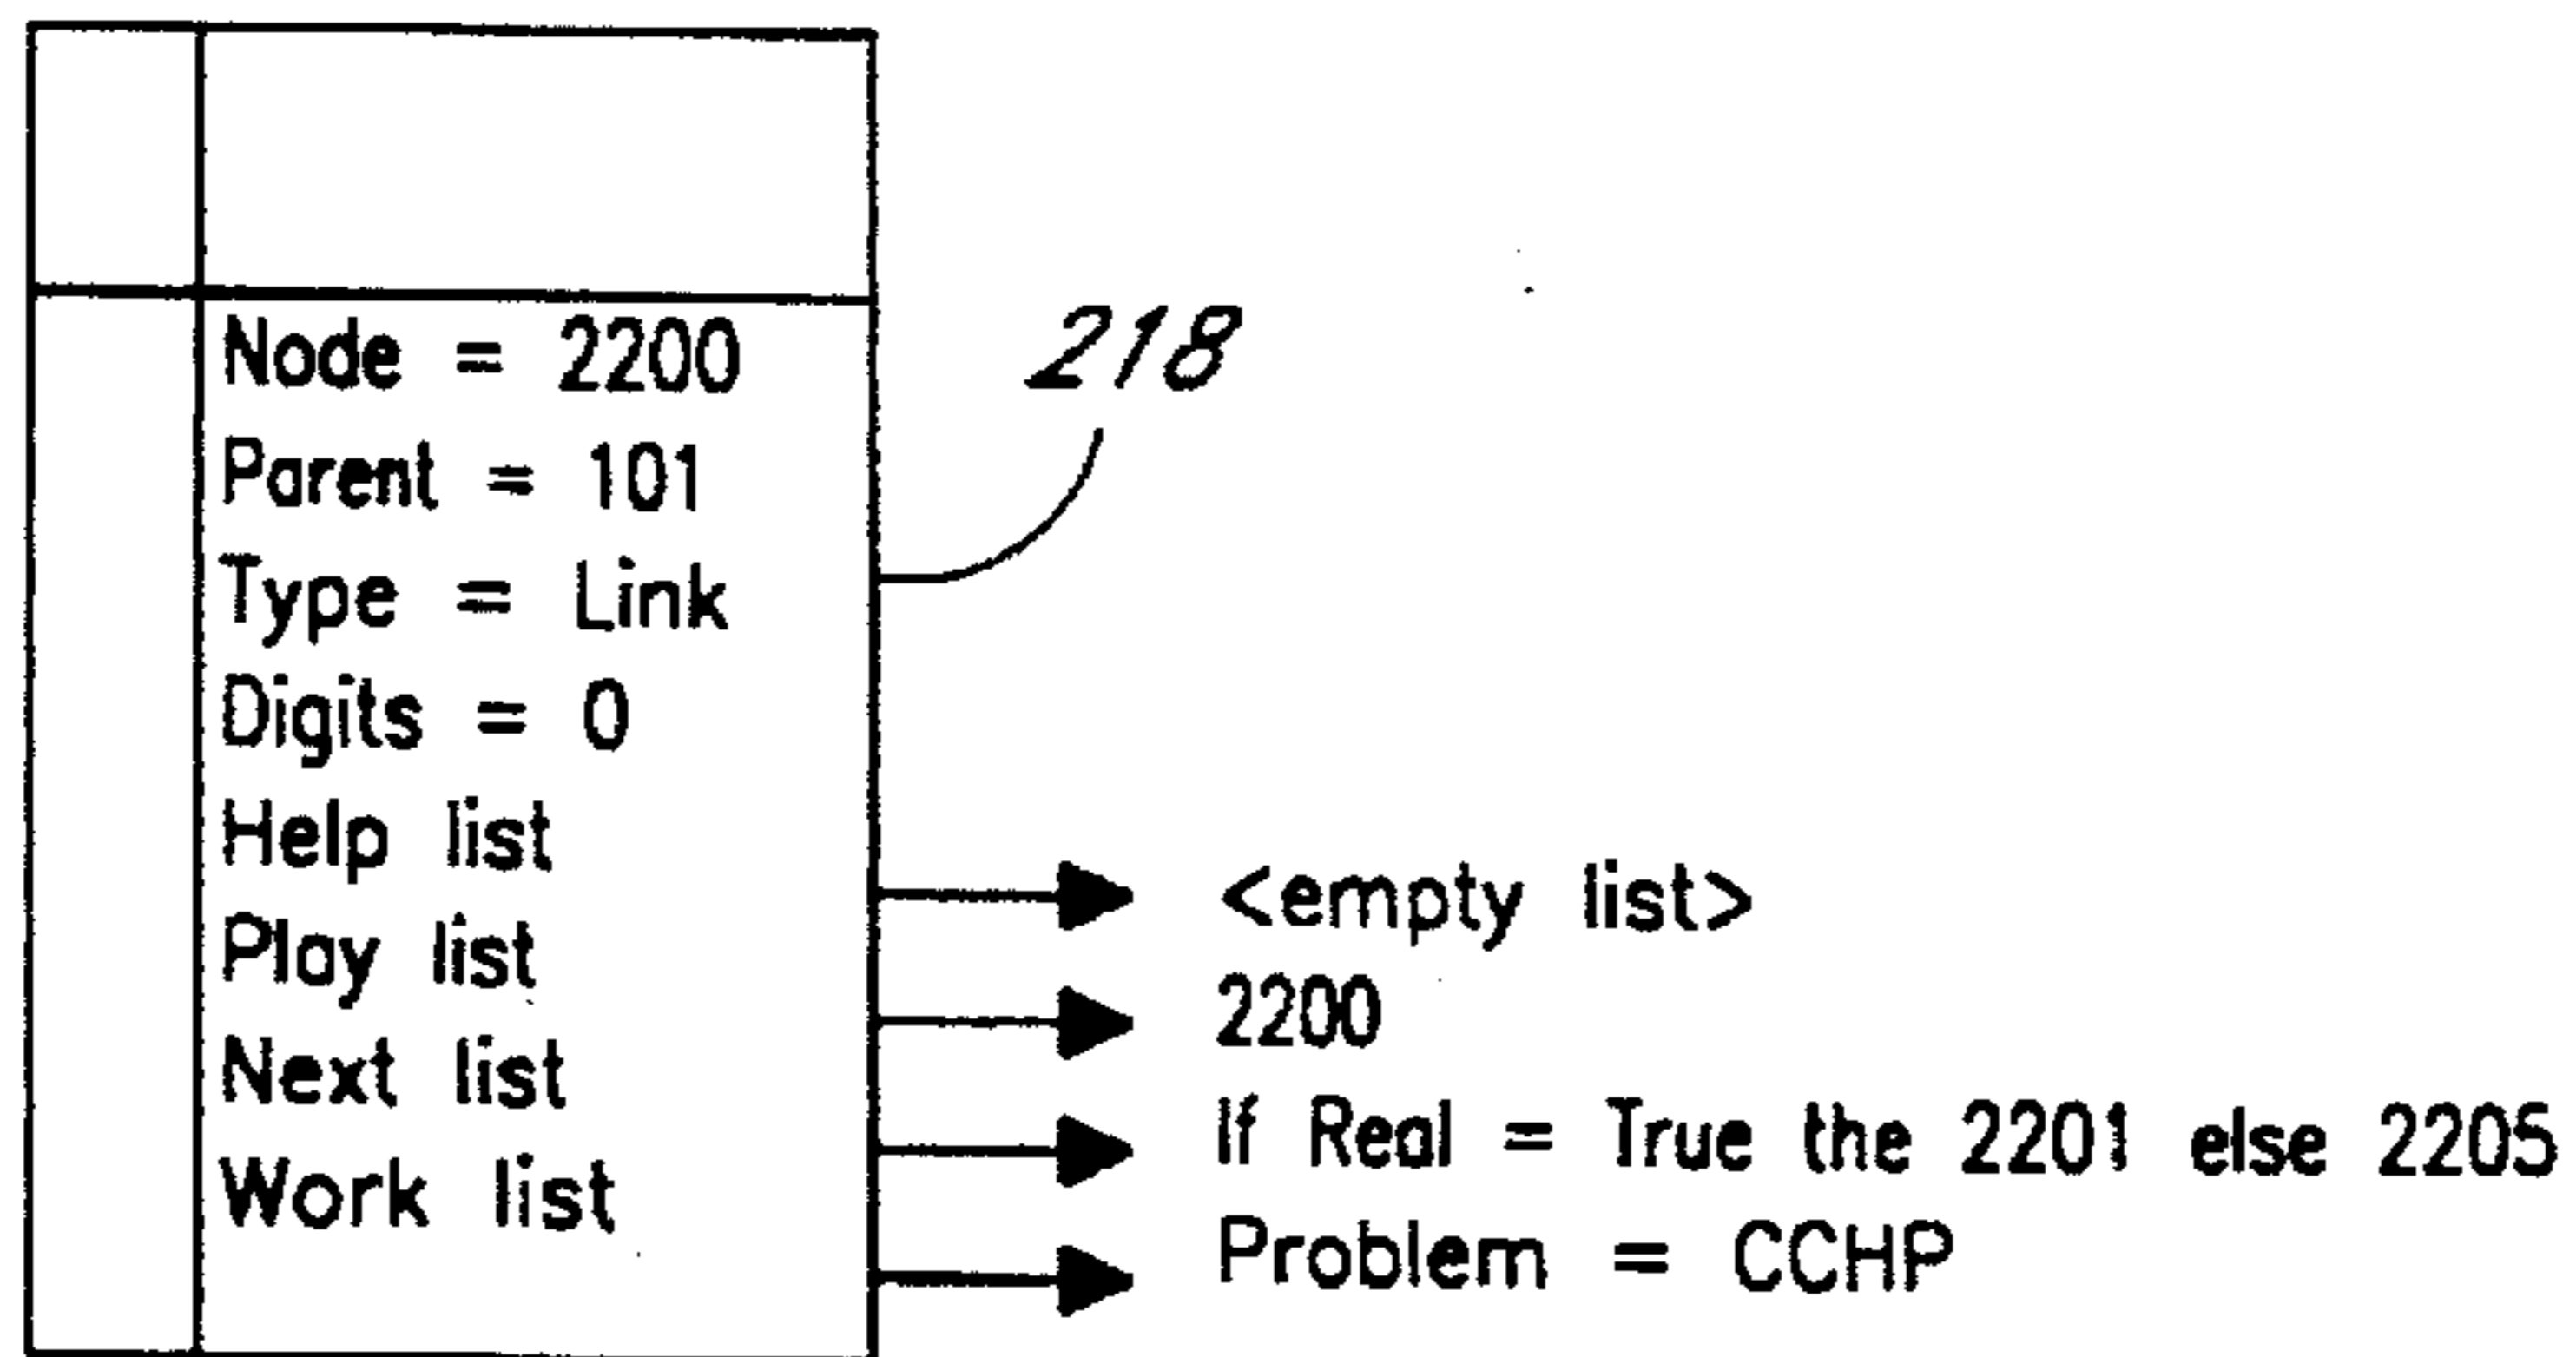 218
Node = 2200
Parent = 101
Type = Link
Digits = 0
Help list
Play list
Next list
Work list
<empty list>
2200
If Real = True the 2201 else 2205
Problem = CCHP